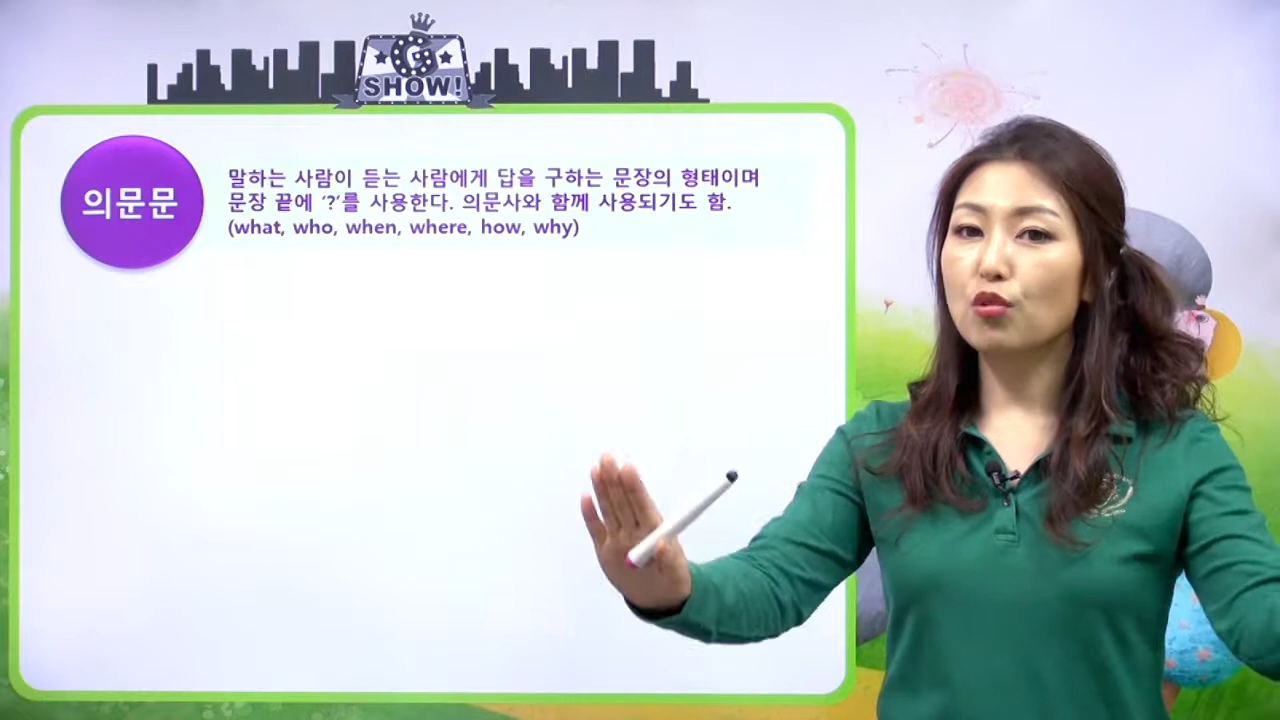 G
SHOW!
의문문
말하는 사람이 듣는 사람에게 답을 구하는 문장의 형태이며
문장 끝에 ‘?’를 사용한다. 의문사와 함께 사용되기도 함.
(what, who, when, where, how, why)